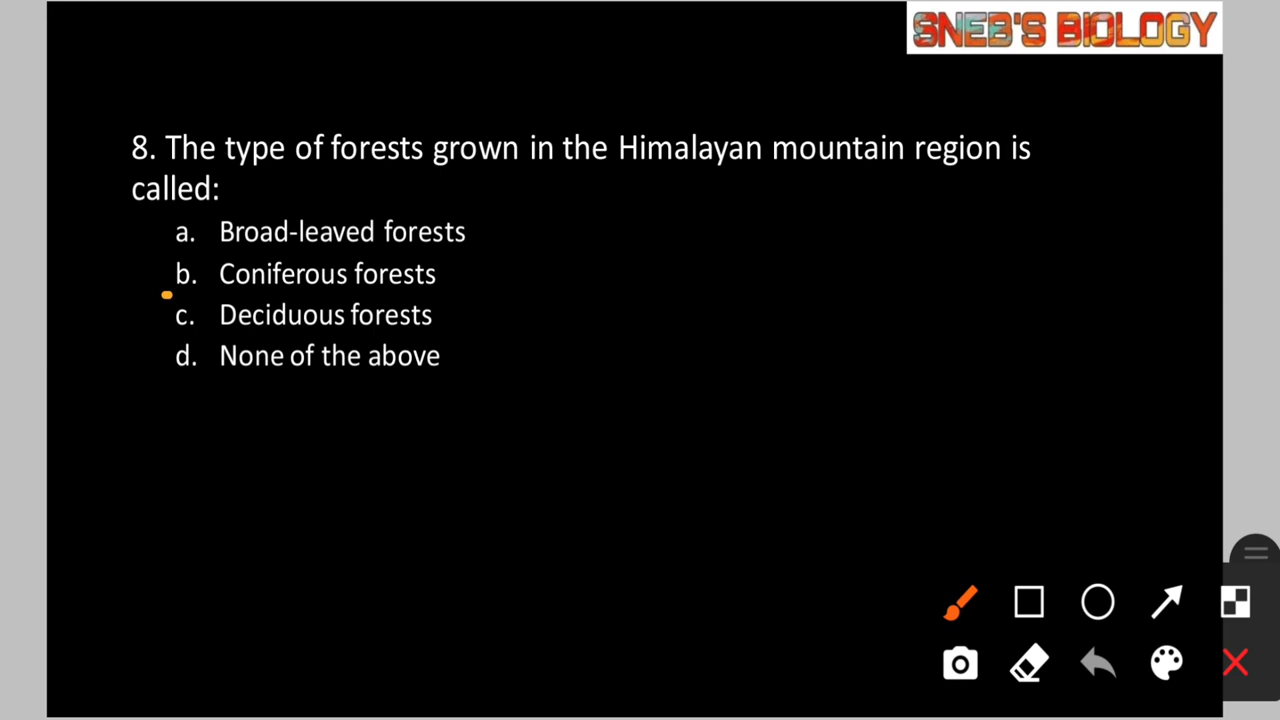 SNEB'S BIOLOGY
8. The type of forests grown in the Himalayan mountain region is
called:
a. Broad-leaved forests
b. Coniferous forests
c. Deciduous forests
d. None of the above